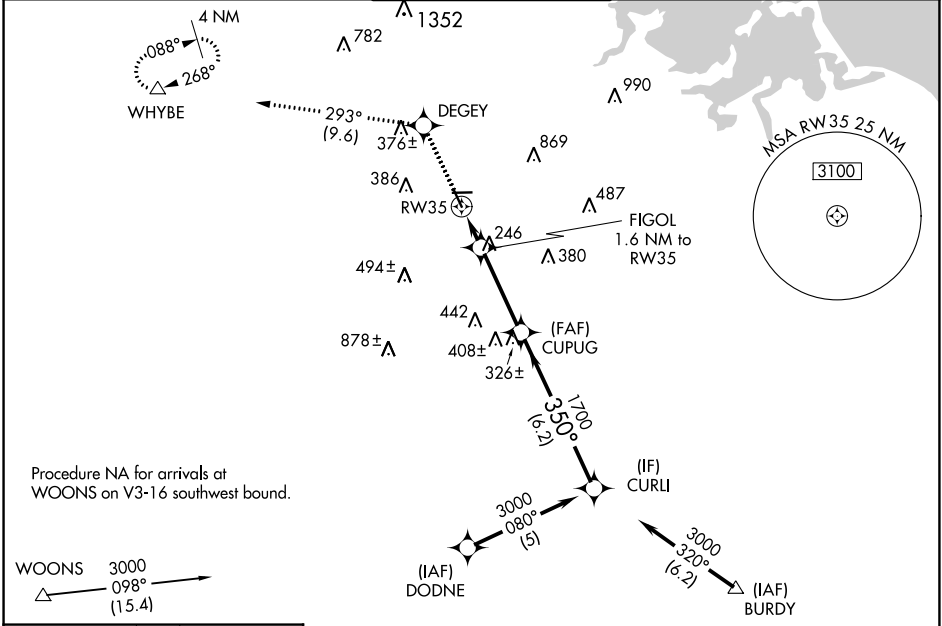 1352
4 NM
782
088°
268°
WHYBE
293°
(9.6)
DEGEY
376±
990
869
MSA RW35 25 NM
3100
386
RW35
487
FIGOL
1.6 NM to
RW35
246
380
494±
442
(FAF)
CUPUG
878±
408±
326±
1700
350°
(6.2)
Procedure NA for arrivals at
WOONS on V3-16 southwest bound.
(IF)
CURLI
3000
080°
(5)
(IAF)
DODNE
3000
320°
(6.2)
(IAF)
BURDY
WOONS
3000
098°
(15.4)